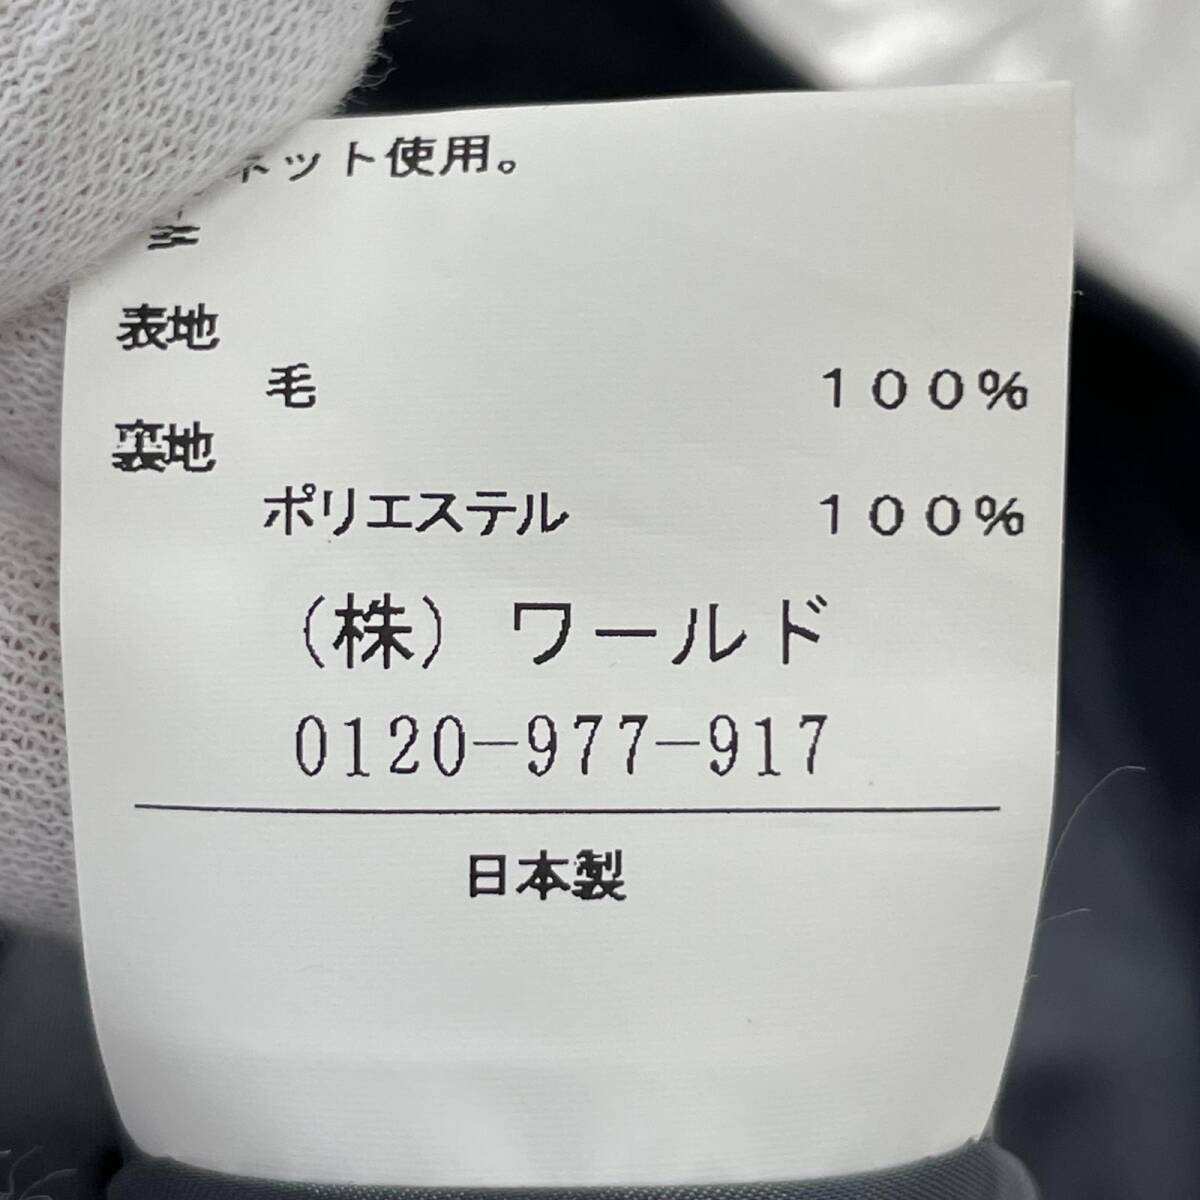 ネット使用。
表地
毛 100%
裏地
ポリエステル 100%
(株) ワールド
0120-977-917
日本製